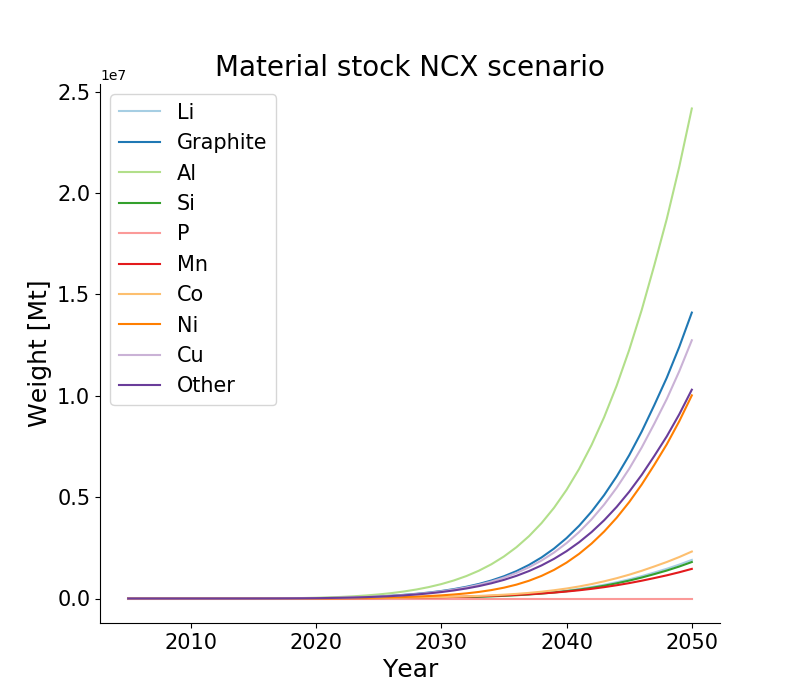 Material stock NCX scenario
1e7
2.5
2.0
1.5
1.0
0.5
0.0
Weight [Mt]
Li
Graphite
Al
Si
P
Mn
Co
Ni
Cu
Other
2010 2020 2030 2040 2050
Year